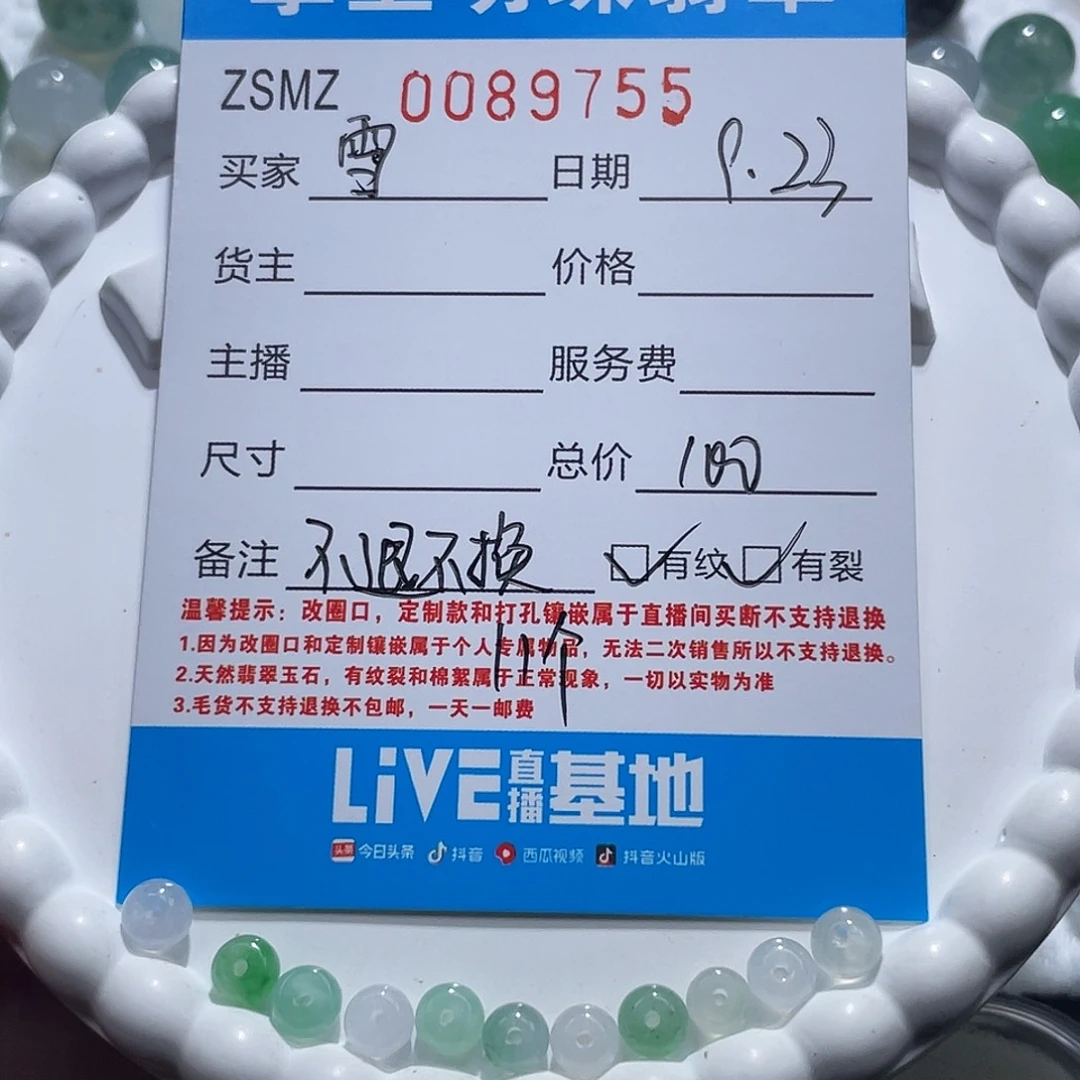 ZSMZ 0089755
买家 雪 日期 9.23
货主 价格
主播 服务费
尺寸 总价
备注 不退不换 有纹 有裂
温馨提示：改圈口，定制款和打孔镶嵌属于直播间买断不支持退换
1.因为改圈口和定制镶嵌属于个人专属物品，无法二次销售所以不支持退换。
11个
2.天然翡翠玉石，有纹裂和棉絮属于正常现象，一切以实物为准
3.毛货不支持退换不包邮，一天一邮费
LiVE直播基地
头条 今日头条 抖音 西瓜视频 抖音火山版